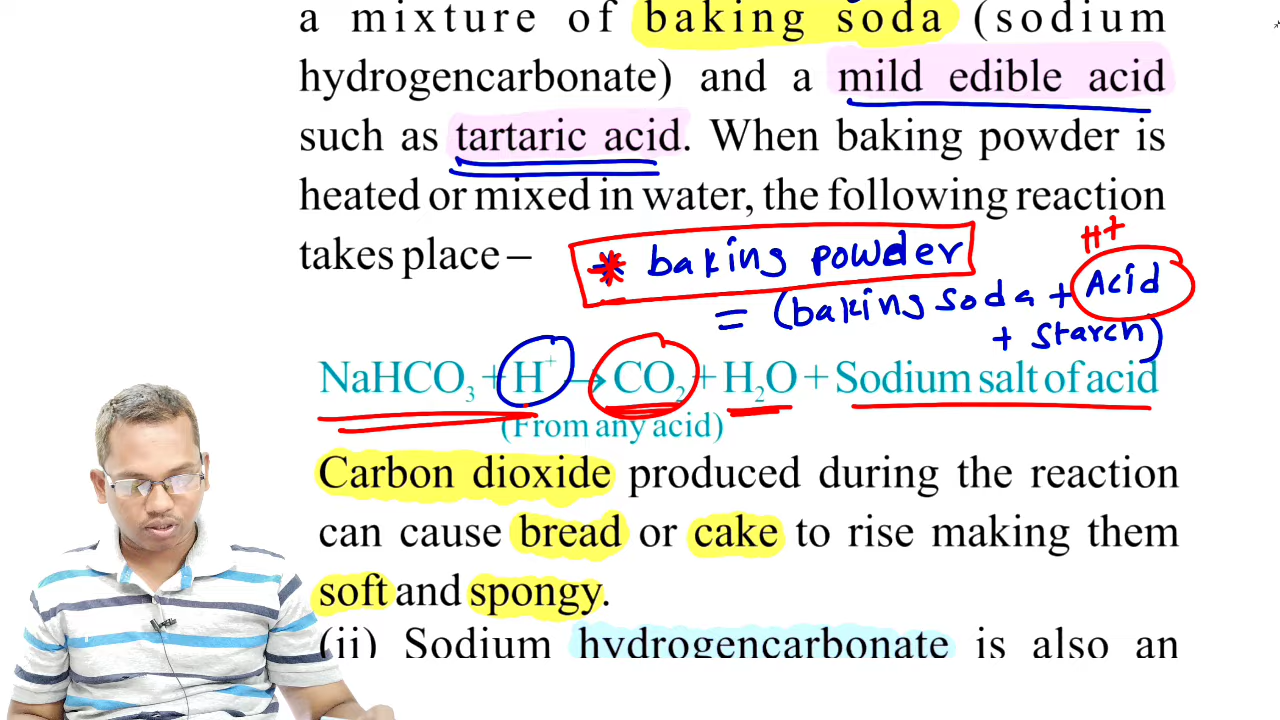 a mixture of baking soda (sodium
hydrogencarbonate) and a mild edible acid
such as tartaric acid. When baking powder is
heated or mixed in water, the following reaction
takes place –
* baking powder
H+
= (baking soda + Acid
+ starch)
NaHCO₃ + H⁺ → CO₂ + H₂O + Sodium salt of acid
(From any acid)
Carbon dioxide produced during the reaction
can cause bread or cake to rise making them
soft and spongy.
(ii) Sodium hydrogencarbonate is also an